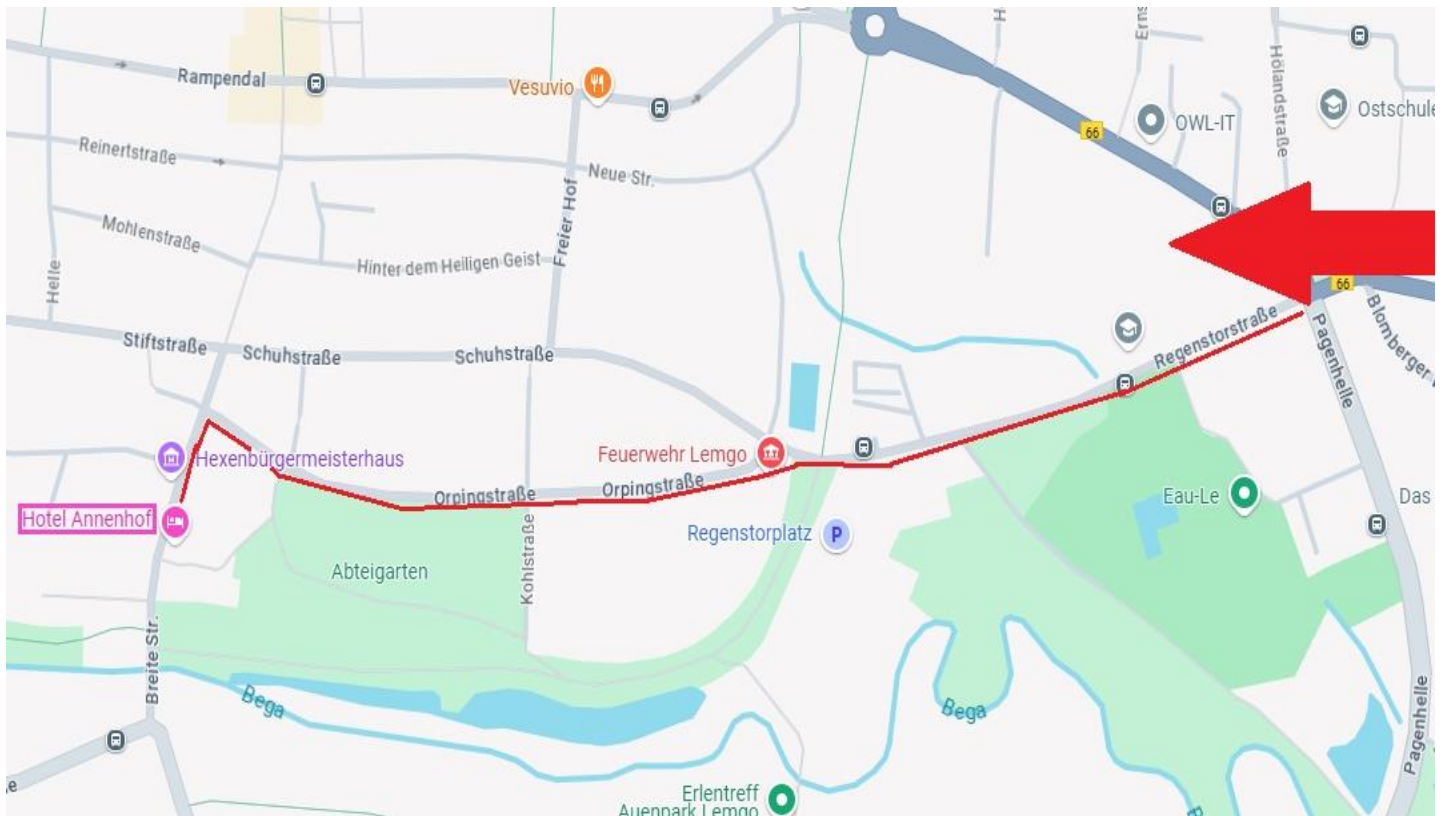 H
Erns
Rampendal
Vesuvio
66
OWL-IT
Hölandstraße
Ostschule
Reinertstraße
Neue Str.
Mohlenstraße
Freier Hof
Hinter dem Heiligen Geist
Helle
66
Stiftstraße
Schuhstraße
Schuhstraße
Regenstorstraße
Pagenhelle
Blomberger
Hexenbürgermeisterhaus
Feuerwehr Lemgo
Orpingstraße
Orpingstraße
Eau-Le
Das
Hotel Annenhof
Regenstorplatz
P
Kohlstraße
Abteigarten
Breite Str.
Bega
Bega
Pagenhelle
e
Erlentreff
Auenpark Lemgo
B